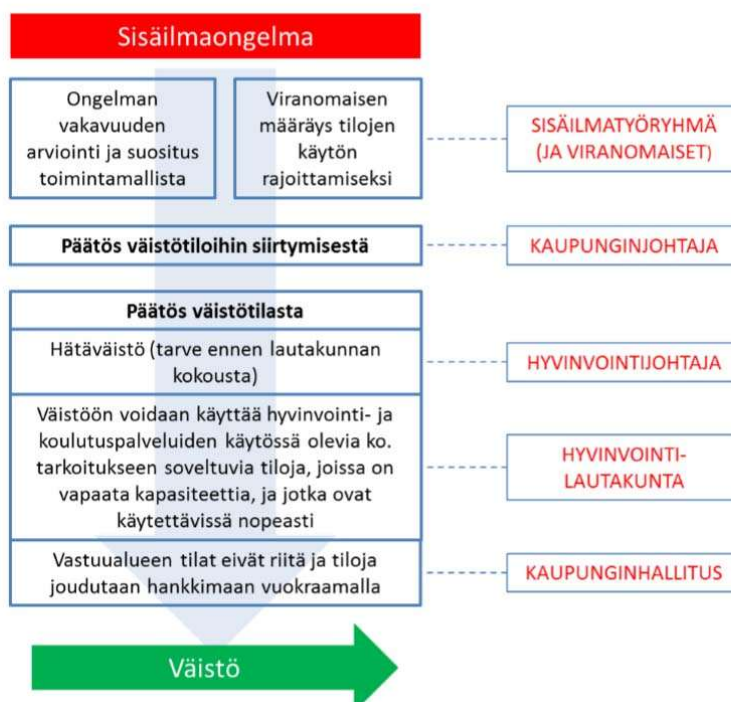 Sisäilmaongelma
Ongelman
vakavuuden
arviointi ja suositus
toimintamallista
Viranomaisen
määräys tilojen
käytön
rajoittamiseksi
SISÄILMATYÖRYHMÄ
(JA VIRANOMAISET)
Päätös väistötiloihin siirtymisestä
KAUPUNGINJOHTAJA
Päätös väistötilasta
Hätäväistö (tarve ennen lautakunnan
kokousta)
HYVINVOINTIJOHTAJA
Väistöön voidaan käyttää hyvinvointi- ja
koulutuspalveluiden käytössä olevia ko.
tarkoitukseen soveltuvia tiloja, joissa on
vapaata kapasiteettia, ja jotka ovat
käytettävissä nopeasti
HYVINVOINTI-
LAUTAKUNTA
Vastuualueen tilat eivät riitä ja tiloja
joudutaan hankkimaan vuokraamalla
KAUPUNGINHALLITUS
Väistö